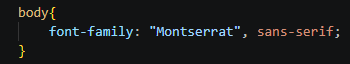 body{
    font-family: "Montserrat", sans-serif;
}